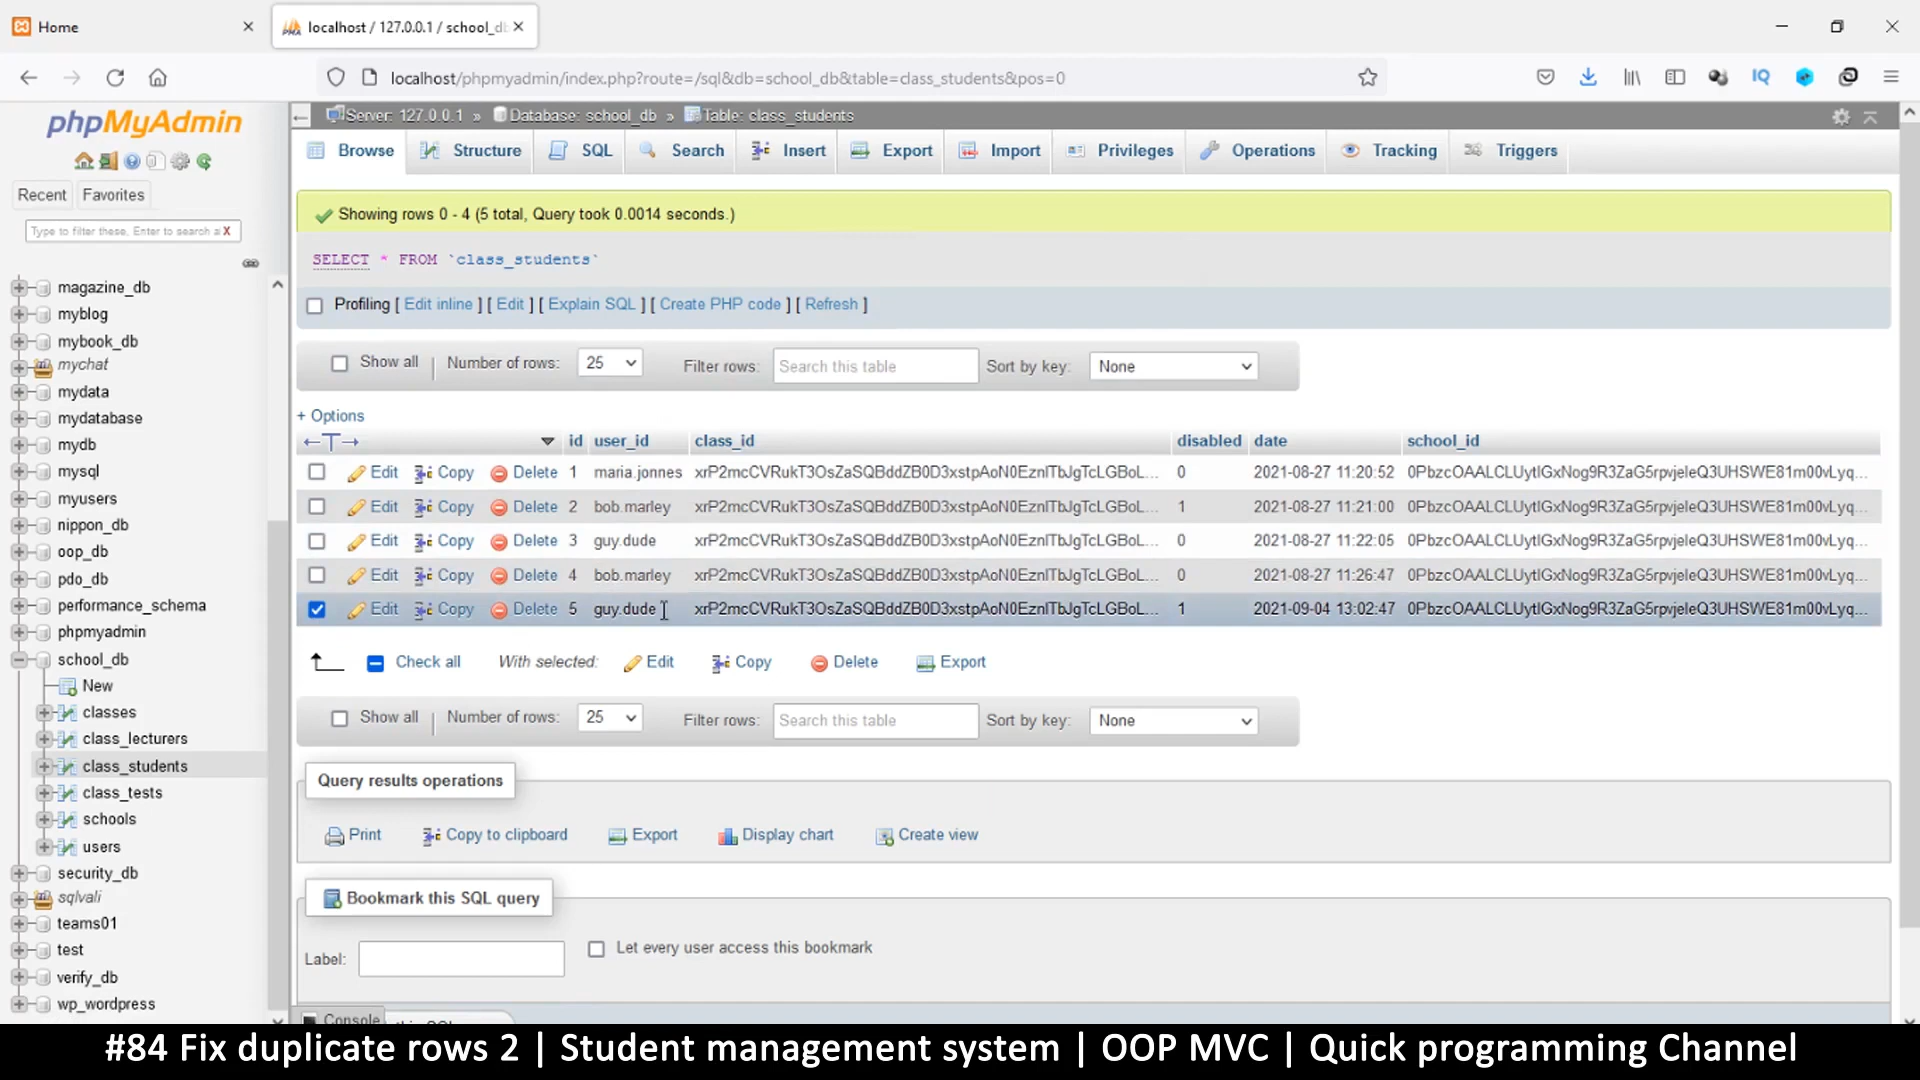 Home
localhost / 127.0.0.1 / school_db
localhost/phpmyadmin/index.php?route=/sql&db=school_db&table=class_students&pos=0
IQ
phpMyAdmin
Recent Favorites
Type to filter these, Enter to search a X
magazine_db
myblog
mybook_db
mychat
mydata
mydatabase
mydb
mysql
myusers
nippon_db
oop_db
pdo_db
performance_schema
phpmyadmin
school_db
New
classes
class_lecturers
class_students
class_tests
schools
users
security_db
sqlvali
teams01
test
verify_db
wp_wordpress
Server: 127.0.0.1 » Database: school_db » Table: class_students
Browse Structure SQL Search Insert Export Import Privileges Operations Tracking Triggers
Showing rows 0 - 4 (5 total, Query took 0.0014 seconds.)
SELECT * FROM `class_students`
Profiling [ Edit inline ] [ Edit ] [ Explain SQL ] [ Create PHP code ] [ Refresh ]
Show all Number of rows: 25 Filter rows: Search this table Sort by key: None
+ Options
←T→ id user_id class_id disabled date school_id
Edit Copy Delete 1 maria.jonnes xrP2mcCVRukT3OsZaSQBddZB0D3xstpAoN0EznlTbJgTcLGBoL... 0 2021-08-27 11:20:52 0PbzcOAALCLUytlGxNog9R3ZaG5rpvjeleQ3UHSWE81m00vLyq...
Edit Copy Delete 2 bob.marley xrP2mcCVRukT3OsZaSQBddZB0D3xstpAoN0EznlTbJgTcLGBoL... 1 2021-08-27 11:21:00 0PbzcOAALCLUytlGxNog9R3ZaG5rpvjeleQ3UHSWE81m00vLyq...
Edit Copy Delete 3 guy.dude xrP2mcCVRukT3OsZaSQBddZB0D3xstpAoN0EznlTbJgTcLGBoL... 0 2021-08-27 11:22:05 0PbzcOAALCLUytlGxNog9R3ZaG5rpvjeleQ3UHSWE81m00vLyq...
Edit Copy Delete 4 bob.marley xrP2mcCVRukT3OsZaSQBddZB0D3xstpAoN0EznlTbJgTcLGBoL... 0 2021-08-27 11:26:47 0PbzcOAALCLUytlGxNog9R3ZaG5rpvjeleQ3UHSWE81m00vLyq...
Edit Copy Delete 5 guy.dude xrP2mcCVRukT3OsZaSQBddZB0D3xstpAoN0EznlTbJgTcLGBoL... 1 2021-09-04 13:02:47 0PbzcOAALCLUytlGxNog9R3ZaG5rpvjeleQ3UHSWE81m00vLyq...
Check all With selected: Edit Copy Delete Export
Show all Number of rows: 25 Filter rows: Search this table Sort by key: None
Query results operations
Print Copy to clipboard Export Display chart Create view
Bookmark this SQL query
Label: Let every user access this bookmark
Console
#84 Fix duplicate rows 2 | Student management system | OOP MVC | Quick programming Channel